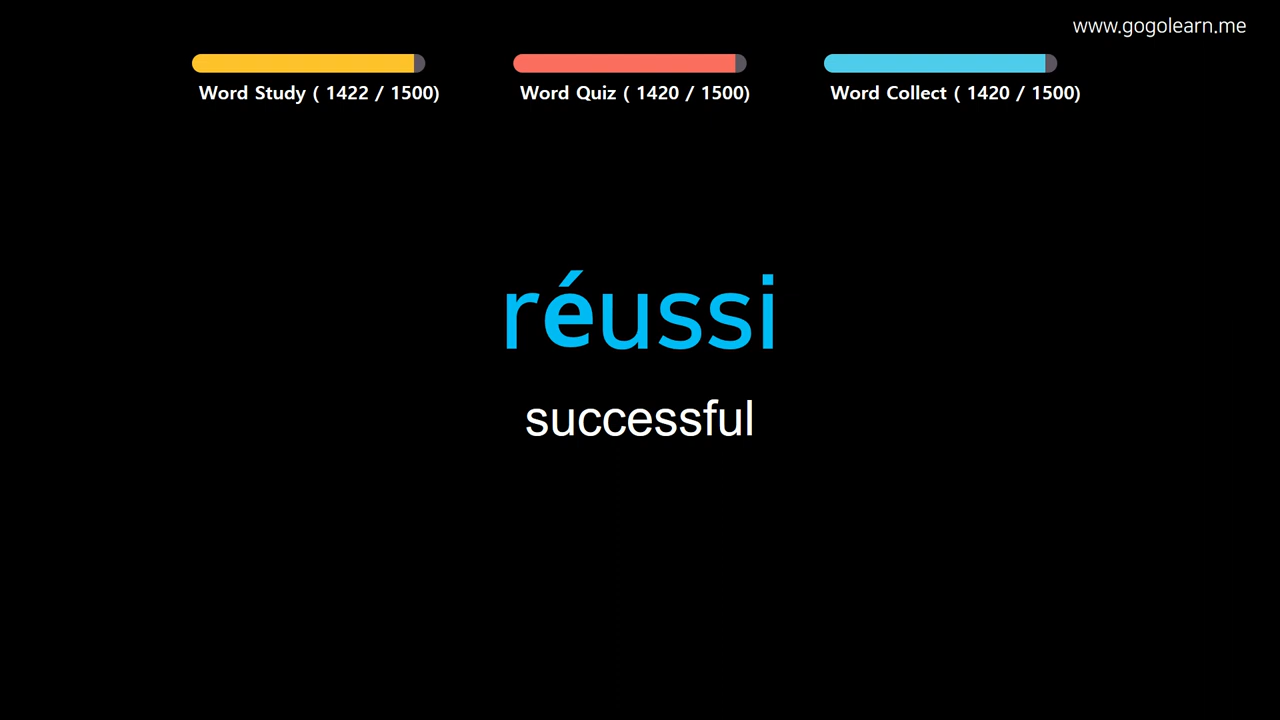 www.gogolearn.me
Word Study ( 1422 / 1500)
Word Quiz ( 1420 / 1500)
Word Collect ( 1420 / 1500)
réussi
successful